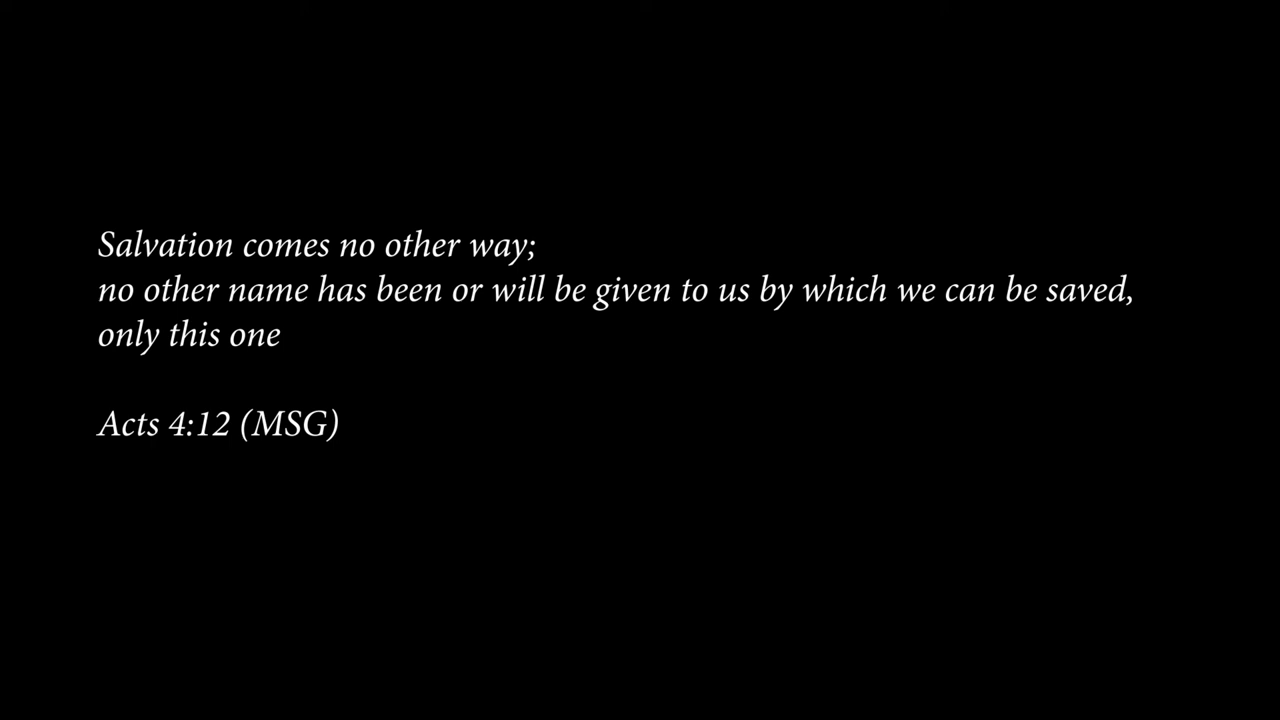 Salvation comes no other way;
no other name has been or will be given to us by which we can be saved,
only this one
Acts 4:12 (MSG)